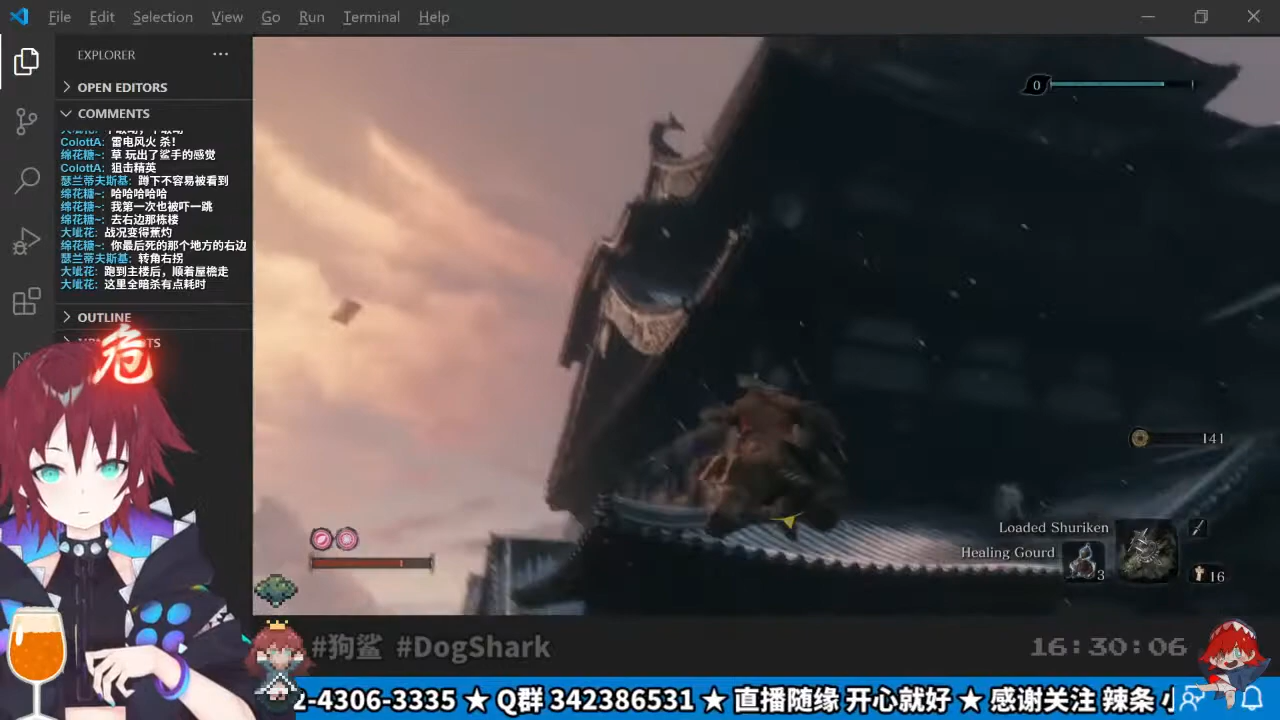 File Edit Selection View Go Run Terminal Help
EXPLORER
OPEN EDITORS
COMMENTS
ColottA: 雷电风火 杀!
绵花糖~: 草 玩出了鲨手的感觉
ColottA: 狙击精英
瑟兰蒂夫斯基: 蹲下不容易被看到
绵花糖~: 哈哈哈哈哈
绵花糖~: 我第一次也被吓一跳
绵花糖~: 去右边那栋楼
大呲花: 战况变得蕉灼
绵花糖~: 你最后死的那个地方的右边
瑟兰蒂夫斯基: 转角右拐
大呲花: 跑到主楼后，顺着屋檐走
大呲花: 这里全暗杀有点耗时
OUTLINE
危
0
141
Loaded Shuriken
Healing Gourd
3
16
#狗鲨 #DogShark
16:30:06
2-4306-3335 ★ Q群 342386531 ★ 直播随缘 开心就好 ★ 感谢关注 辣条